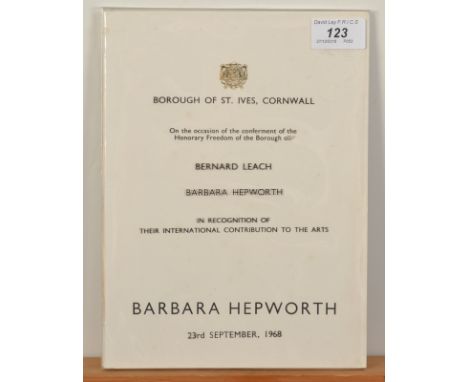 David Lay F R I C S
123
BOROUGH OF ST. IVES, CORNWALL
On the occasion of the conferment of the
Honorary Freedom of the Borough on
BERNARD LEACH
BARBARA HEPWORTH
IN RECOGNITION OF
THEIR INTERNATIONAL CONTRIBUTION TO THE ARTS
BARBARA HEPWORTH
23rd SEPTEMBER, 1968